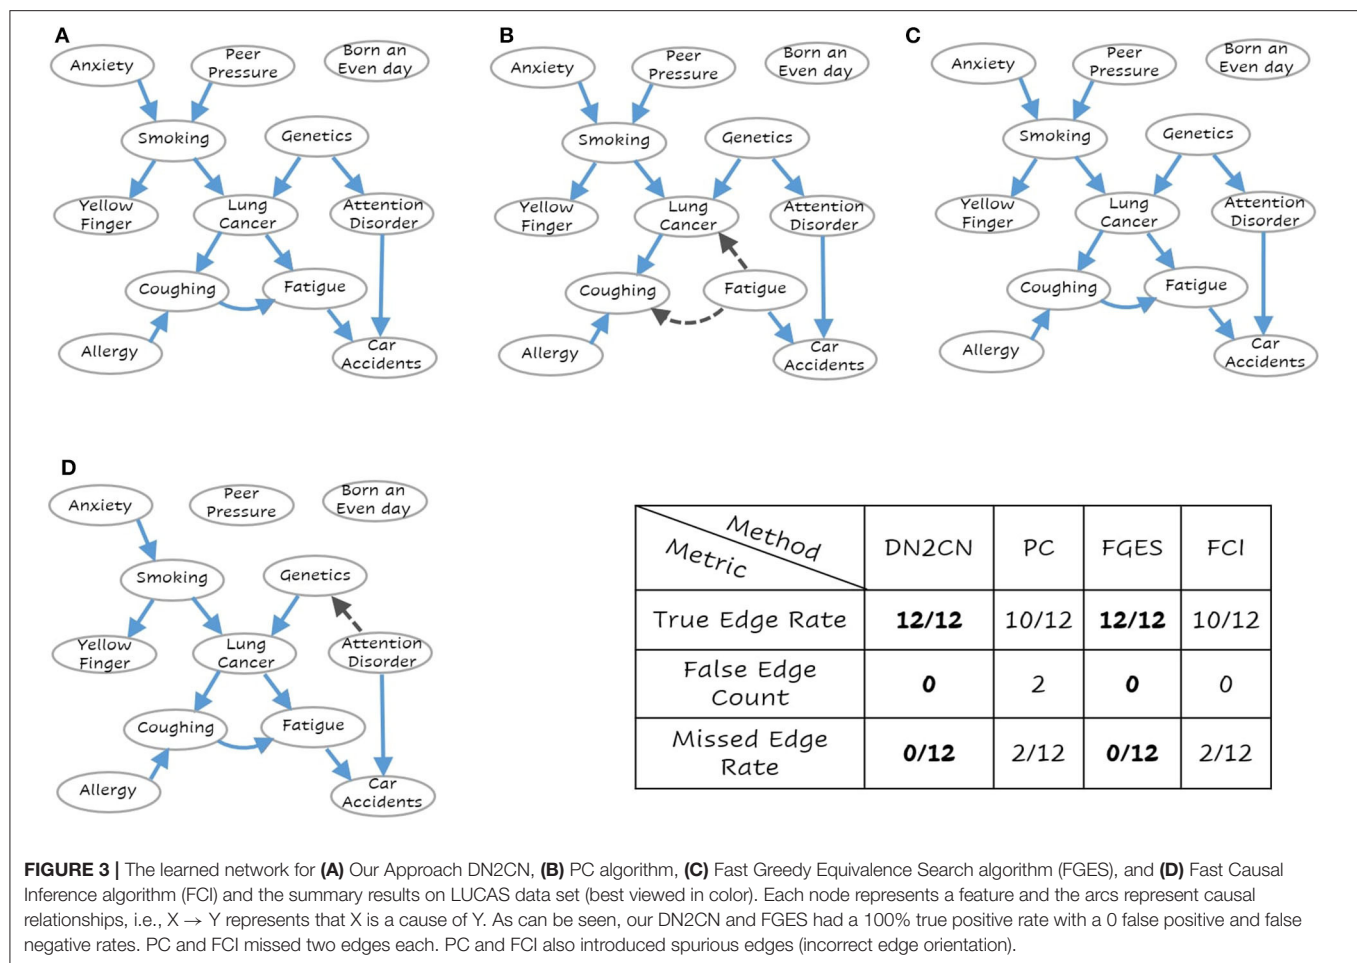 A
Anxiety
Peer
Pressure
Born an
Even day
Smoking
Genetics
Yellow
Finger
Lung
Cancer
Attention
Disorder
Coughing
Fatigue
Allergy
Car
Accidents
B
Anxiety
Peer
Pressure
Born an
Even day
Smoking
Genetics
Yellow
Finger
Lung
Cancer
Attention
Disorder
Coughing
Fatigue
Allergy
Car
Accidents
C
Anxiety
Peer
Pressure
Born an
Even day
Smoking
Genetics
Yellow
Finger
Lung
Cancer
Attention
Disorder
Coughing
Fatigue
Allergy
Car
Accidents
D
Anxiety
Peer
Pressure
Born an
Even day
Smoking
Genetics
Yellow
Finger
Lung
Cancer
Attention
Disorder
Coughing
Fatigue
Allergy
Car
Accidents
Method
Metric
DN2CN PC FGES FCI
True Edge Rate 12/12 10/12 12/12 10/12
False Edge
Count 0 2 0 0
Missed Edge
Rate 0/12 2/12 0/12 2/12
FIGURE 3 | The learned network for (A) Our Approach DN2CN, (B) PC algorithm, (C) Fast Greedy Equivalence Search algorithm (FGES), and (D) Fast Causal
Inference algorithm (FCI) and the summary results on LUCAS data set (best viewed in color). Each node represents a feature and the arcs represent causal
relationships, i.e., X → Y represents that X is a cause of Y. As can be seen, our DN2CN and FGES had a 100% true positive rate with a 0 false positive and false
negative rates. PC and FCI missed two edges each. PC and FCI also introduced spurious edges (incorrect edge orientation).